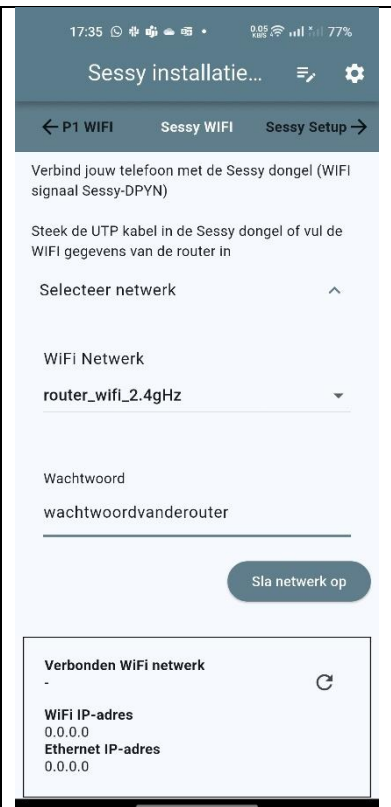 17:35 0.05 KB/S 77%
Sessy installatie...
← P1 WIFI Sessy WIFI Sessy Setup →
Verbind jouw telefoon met de Sessy dongel (WIFI
signaal Sessy-DPYN)
Steek de UTP kabel in de Sessy dongel of vul de
WIFI gegevens van de router in
Selecteer netwerk
WiFi Netwerk
router_wifi_2.4gHz
Wachtwoord
wachtwoordvanderouter
Sla netwerk op
Verbonden WiFi netwerk
-
WiFi IP-adres
0.0.0.0
Ethernet IP-adres
0.0.0.0